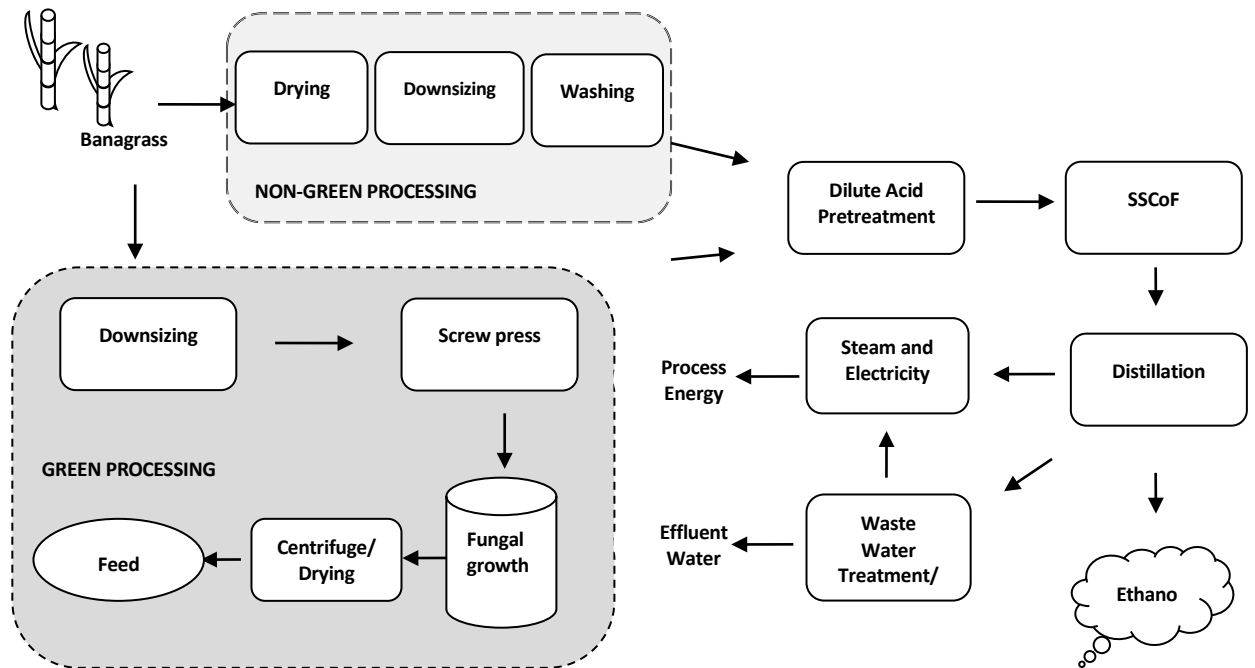 Drying
Downsizing
Washing
Banagrass
NON-GREEN PROCESSING
Dilute Acid
Pretreatment
SSCoF
Downsizing
Screw press
Steam and
Electricity
Distillation
Process
Energy
GREEN PROCESSING
Fungal
growth
Centrifuge/
Drying
Feed
Effluent
Water
Waste
Water
Treatment/
Ethano